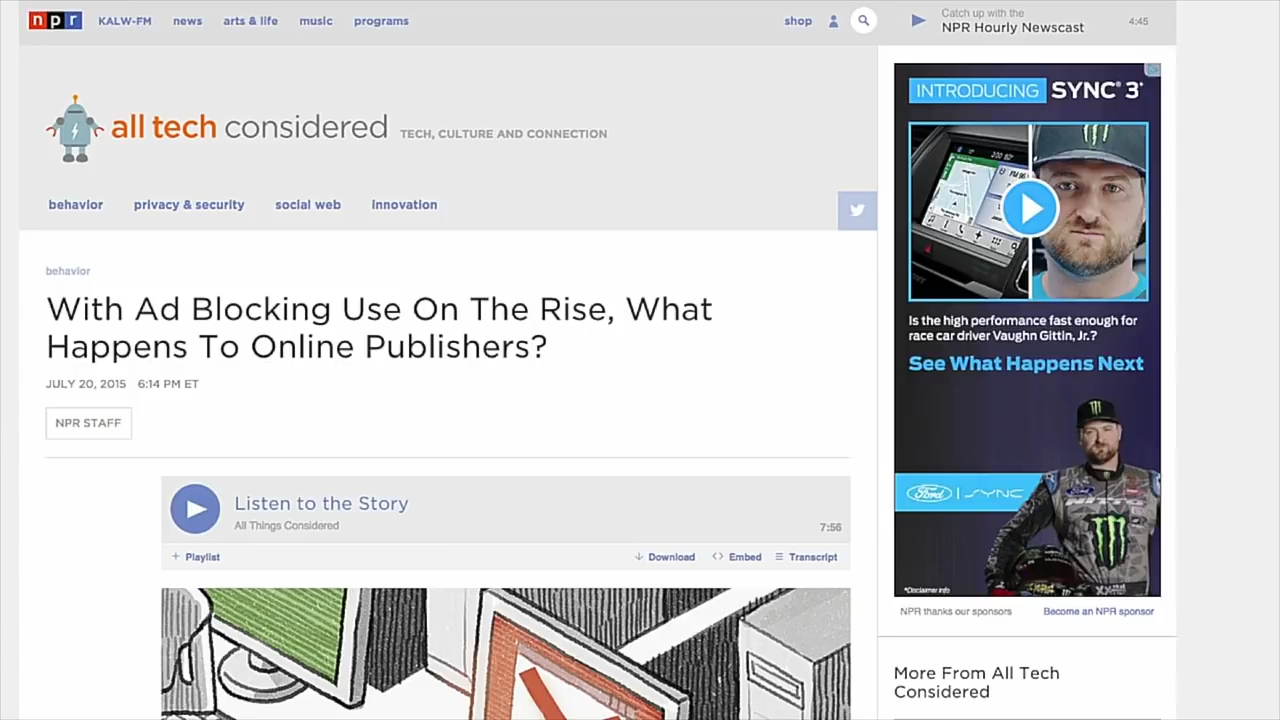 npr KALW-FM news arts & life music programs shop
Catch up with the
NPR Hourly Newscast
4:45
all tech considered TECH, CULTURE AND CONNECTION
behavior privacy & security social web innovation
behavior
With Ad Blocking Use On The Rise, What
Happens To Online Publishers?
JULY 20, 2015 6:14 PM ET
NPR STAFF
Listen to the Story
All Things Considered
7:56
+ Playlist
Download Embed Transcript
INTRODUCING SYNC® 3*
Is the high performance fast enough for
race car driver Vaughn Gittin, Jr.?
See What Happens Next
Ford | SYNC
NITTO
*Disclaimer Info
NPR thanks our sponsors Become an NPR sponsor
More From All Tech
Considered